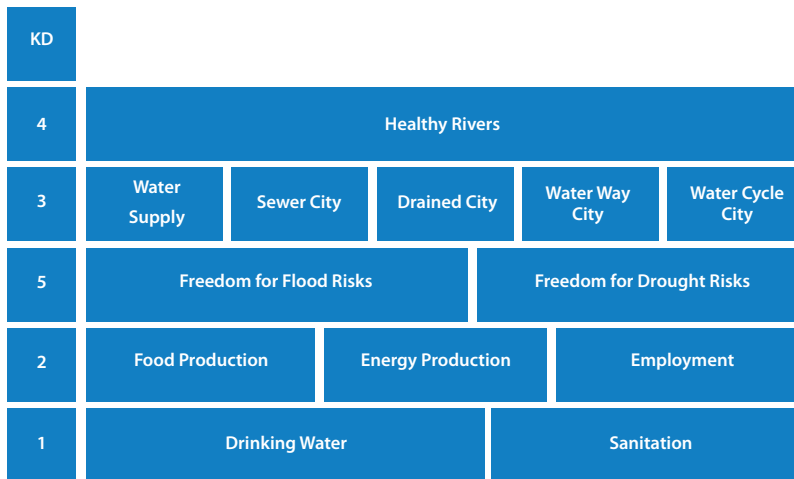 KD
4
Healthy Rivers
3
Water
Supply
Sewer City
Drained City
Water Way
City
Water Cycle
City
5
Freedom for Flood Risks
Freedom for Drought Risks
2
Food Production
Energy Production
Employment
1
Drinking Water
Sanitation